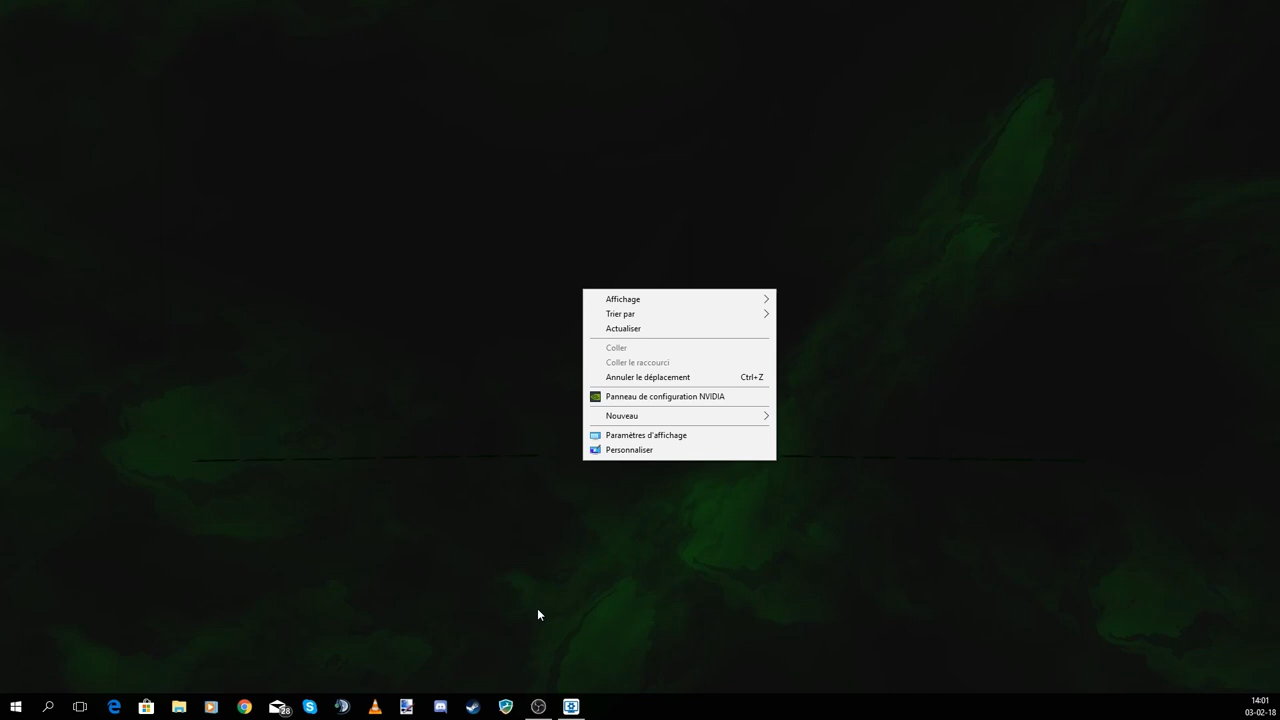 Affichage
Trier par
Actualiser
Coller
Coller le raccourci
Annuler le déplacement Ctrl+Z
Panneau de configuration NVIDIA
Nouveau
Paramètres d'affichage
Personnaliser
28
14:01
03-02-18